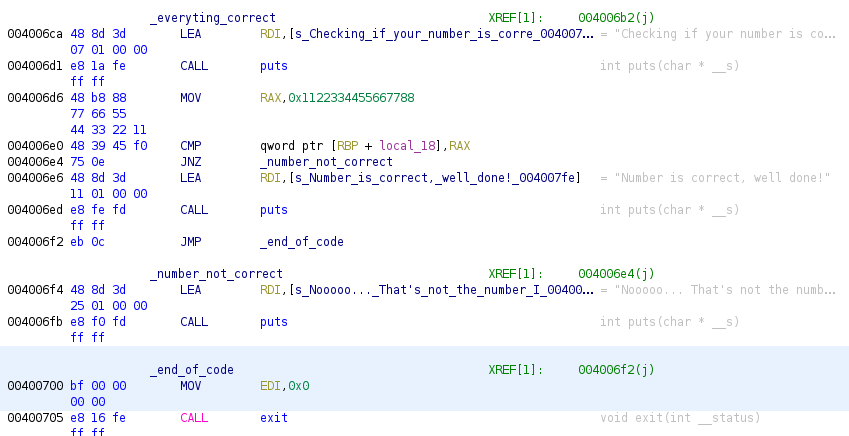 _everyting_correct XREF[1]: 004006b2(j)
004006ca 48 8d 3d LEA RDI,[s_Checking_if_your_number_is_corre_004007... = "Checking if your number is co...
07 01 00 00
004006d1 e8 1a fe CALL puts int puts(char * __s)
ff ff
004006d6 48 b8 88 MOV RAX,0x1122334455667788
77 66 55
44 33 22 11
004006e0 48 39 45 f0 CMP qword ptr [RBP + local_18],RAX
004006e4 75 0e JNZ _number_not_correct
004006e6 48 8d 3d LEA RDI,[s_Number_is_correct,_well_done!_004007fe] = "Number is correct, well done!"
11 01 00 00
004006ed e8 fe fd CALL puts int puts(char * __s)
ff ff
004006f2 eb 0c JMP _end_of_code
_number_not_correct XREF[1]: 004006e4(j)
004006f4 48 8d 3d LEA RDI,[s_Nooooo..._That's_not_the_number_I_00400... = "Nooooo... That's not the numb...
25 01 00 00
004006fb e8 f0 fd CALL puts int puts(char * __s)
ff ff
_end_of_code XREF[1]: 004006f2(j)
00400700 bf 00 00 MOV EDI,0x0
00 00
00400705 e8 16 fe CALL exit void exit(int __status)
ff ff